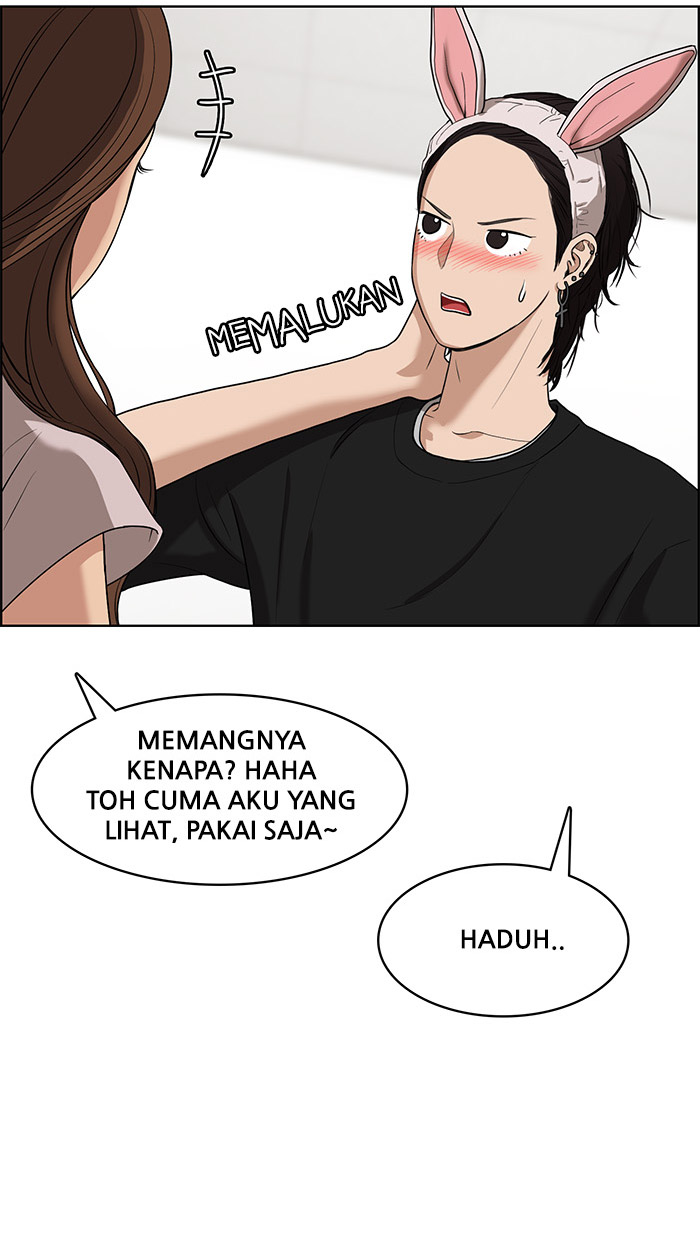 MEMALUKAN
MEMANGNYA
KENAPA? HAHA
TOH CUMA AKU YANG
LIHAT, PAKAI SAJA~
HADUH..